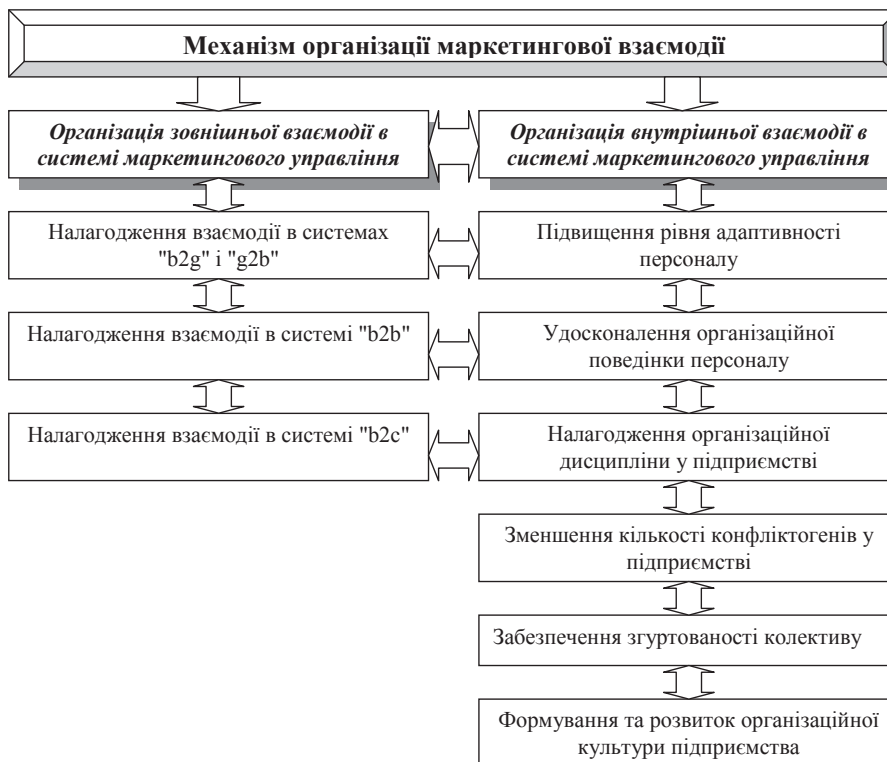 Механізм організації маркетингової взаємодії
Організація зовнішньої взаємодії в
системі маркетингового управління
Організація внутрішньої взаємодії в
системі маркетингового управління
Налагодження взаємодії в системах
"b2g" і "g2b"
Підвищення рівня адаптивності
персоналу
Налагодження взаємодії в системі "b2b"
Удосконалення організаційної
поведінки персоналу
Налагодження взаємодії в системі "b2c"
Налагодження організаційної
дисципліни у підприємстві
Зменшення кількості конфліктогенів у
підприємстві
Забезпечення згуртованості колективу
Формування та розвиток організаційної
культури підприємства